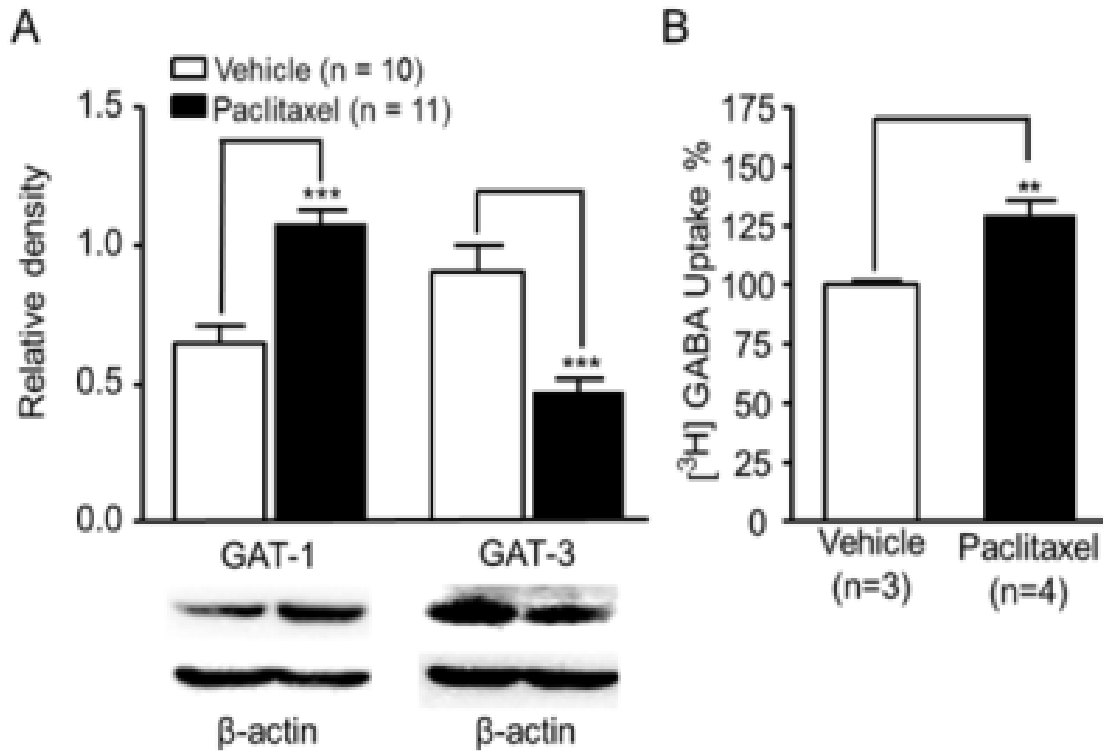 A
Vehicle (n = 10)
Paclitaxel (n = 11)
Relative density
1.5
1.0
0.5
0.0
***
***
GAT-1
GAT-3
β-actin
β-actin
B
[³H] GABA Uptake %
175
150
125
100
75
50
25
0
**
Vehicle
(n=3)
Paclitaxel
(n=4)